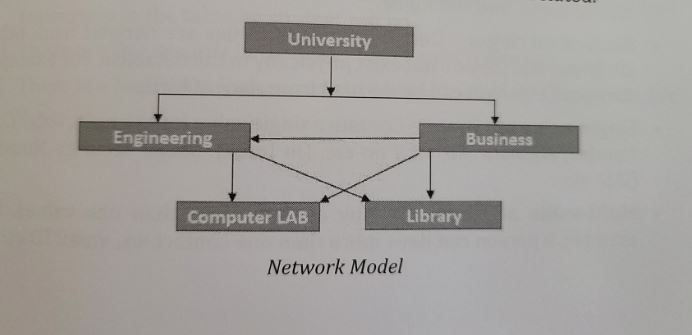 University
Engineering
Business
Computer LAB
Library
Network Model